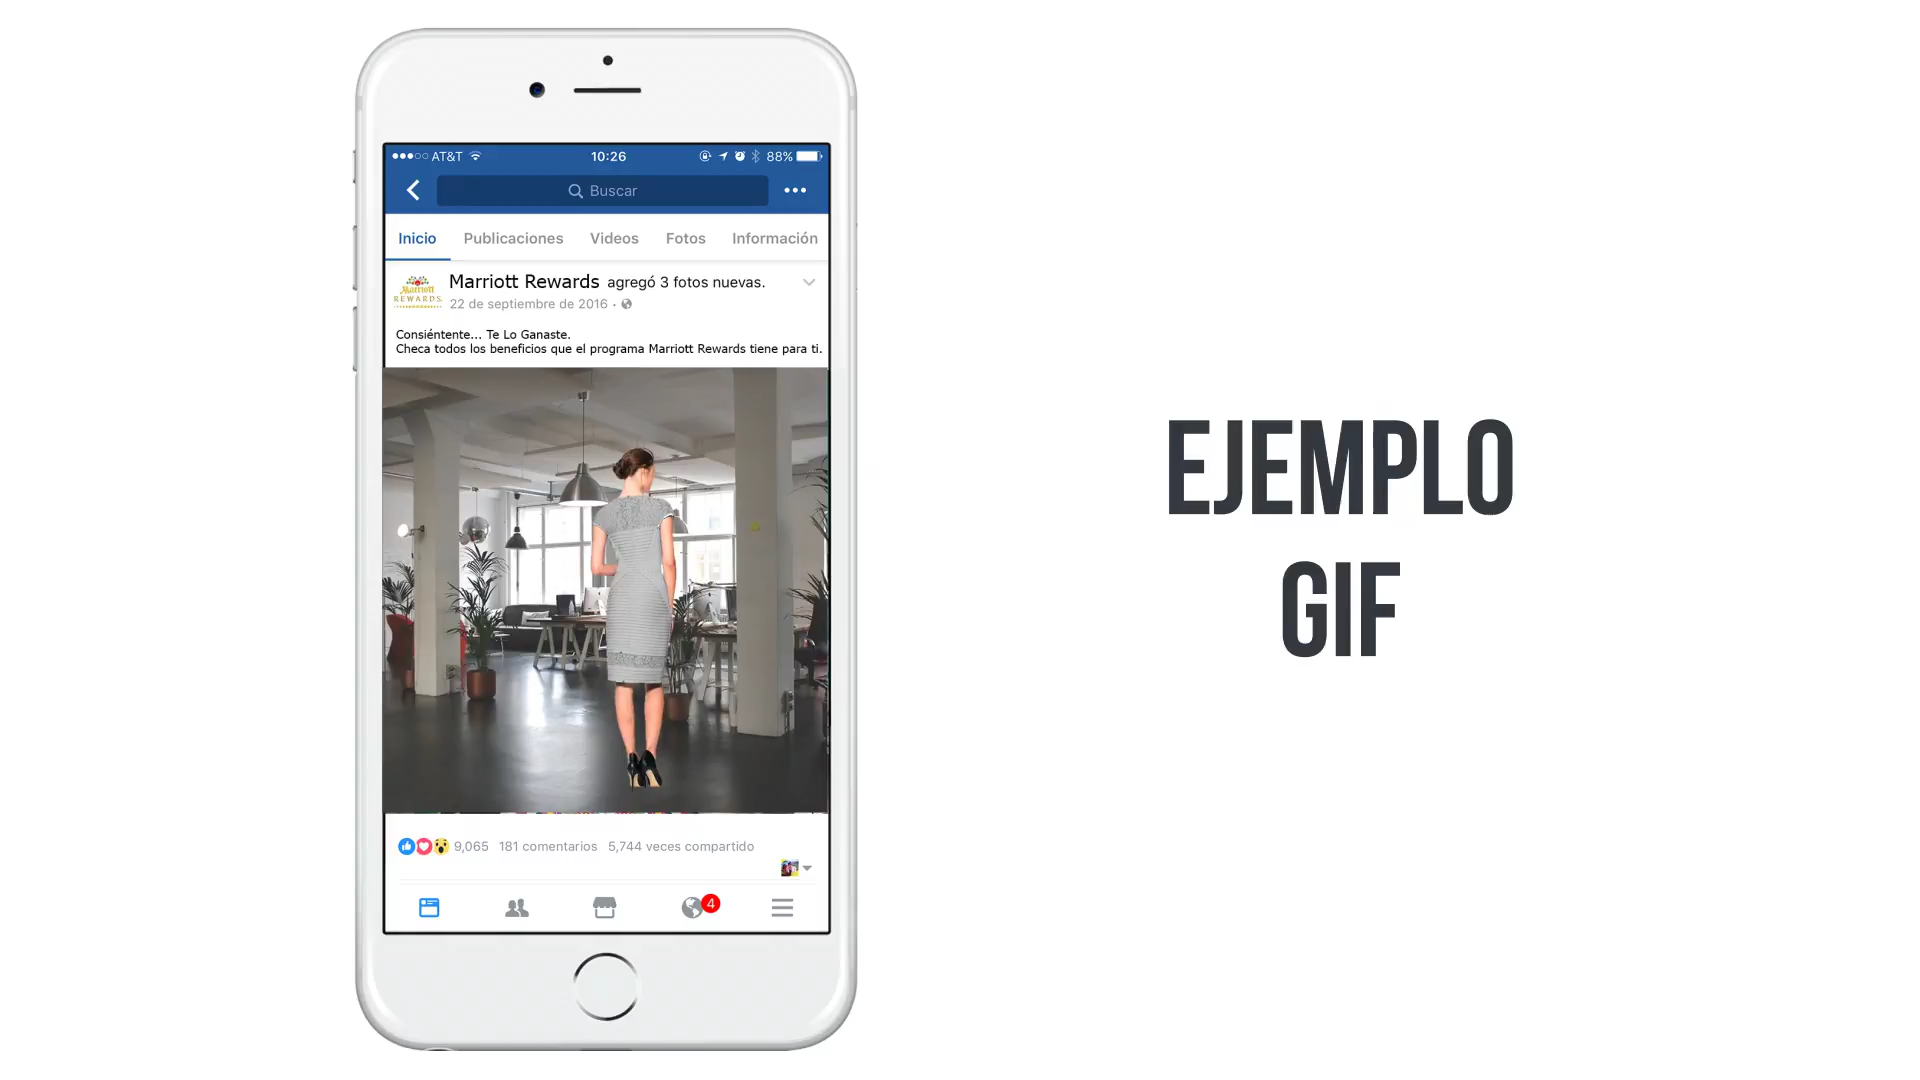 AT&T
10:26
88%
Buscar
Inicio
Publicaciones
Videos
Fotos
Información
Marriott
REWARDS.
Marriott Rewards agregó 3 fotos nuevas.
22 de septiembre de 2016 ·
Consiéntente... Te Lo Ganaste.
Checa todos los beneficios que el programa Marriott Rewards tiene para ti.
9,065 181 comentarios 5,744 veces compartido
4
EJEMPLO
GIF